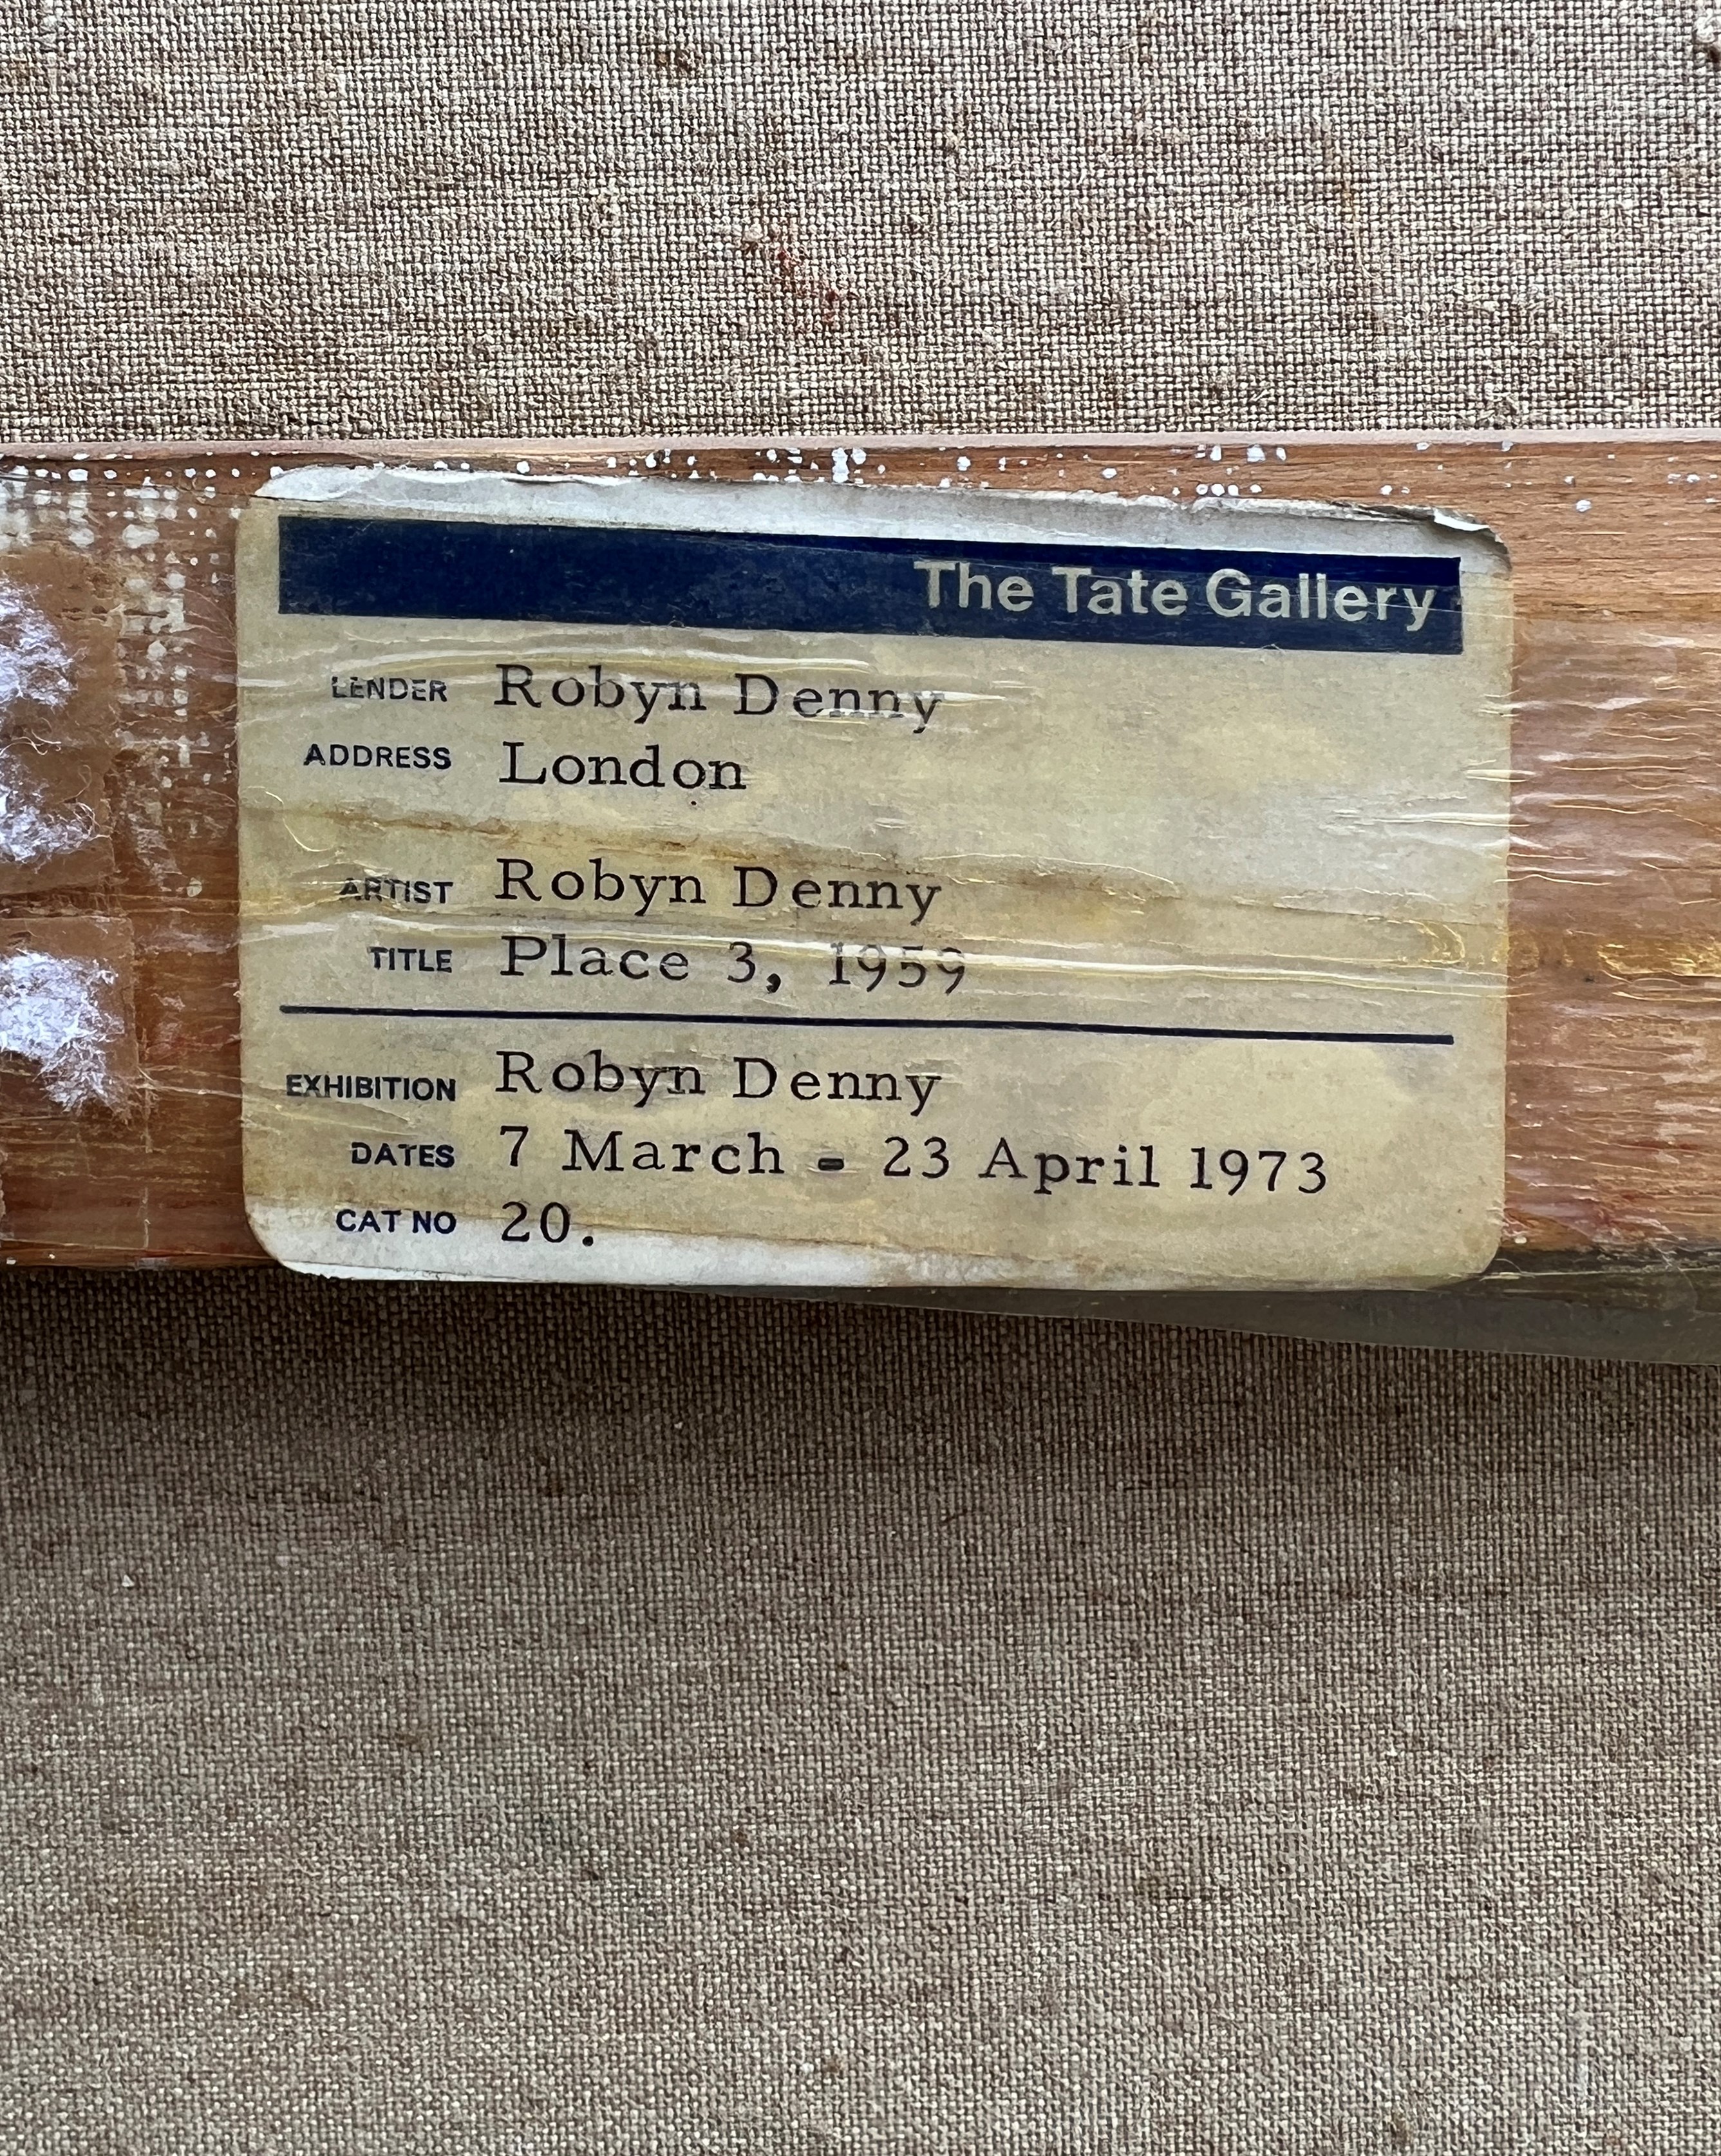 The Tate Gallery
LENDER Robyn Denny
ADDRESS London
ARTIST Robyn Denny
TITLE Place 3, 1959
EXHIBITION Robyn Denny
DATES 7 March - 23 April 1973
CAT NO 20.